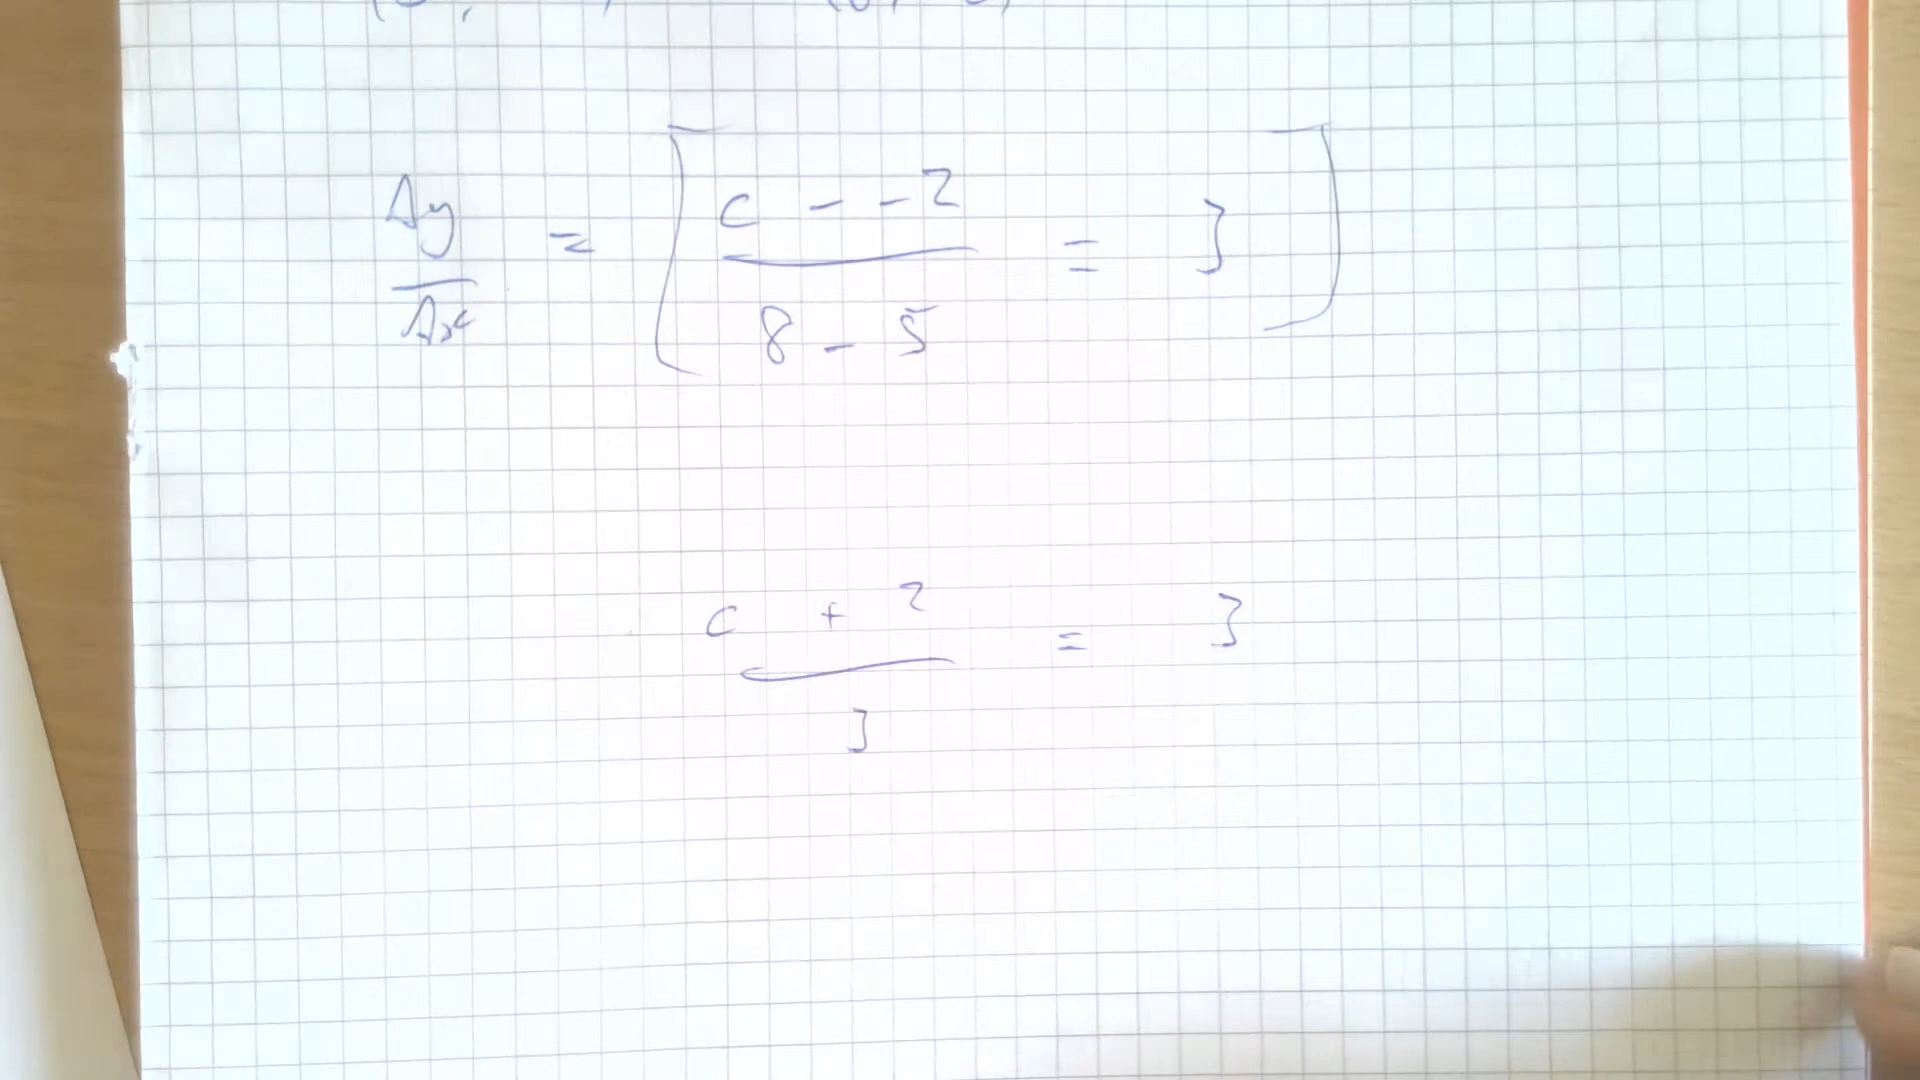 Δy/Δx = [ c - -2 / 8 - 5 = 3 ]
c + 2 / 3 = 3